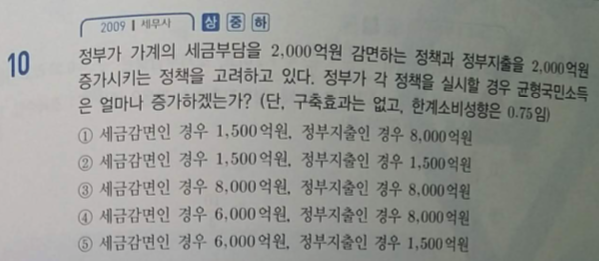 2009 | 세무사 상 중 하
10 정부가 가계의 세금부담을 2,000억원 감면하는 정책과 정부지출을 2,000억원
증가시키는 정책을 고려하고 있다. 정부가 각 정책을 실시할 경우 균형국민소득
은 얼마나 증가하겠는가? (단, 구축효과는 없고, 한계소비성향은 0.75임)
① 세금감면인 경우 1,500억원, 정부지출인 경우 8,000억원
② 세금감면인 경우 1,500억원, 정부지출인 경우 1,500억원
③ 세금감면인 경우 8,000억원, 정부지출인 경우 8,000억원
④ 세금감면인 경우 6,000억원, 정부지출인 경우 8,000억원
⑤ 세금감면인 경우 6,000억원, 정부지출인 경우 1,500억원